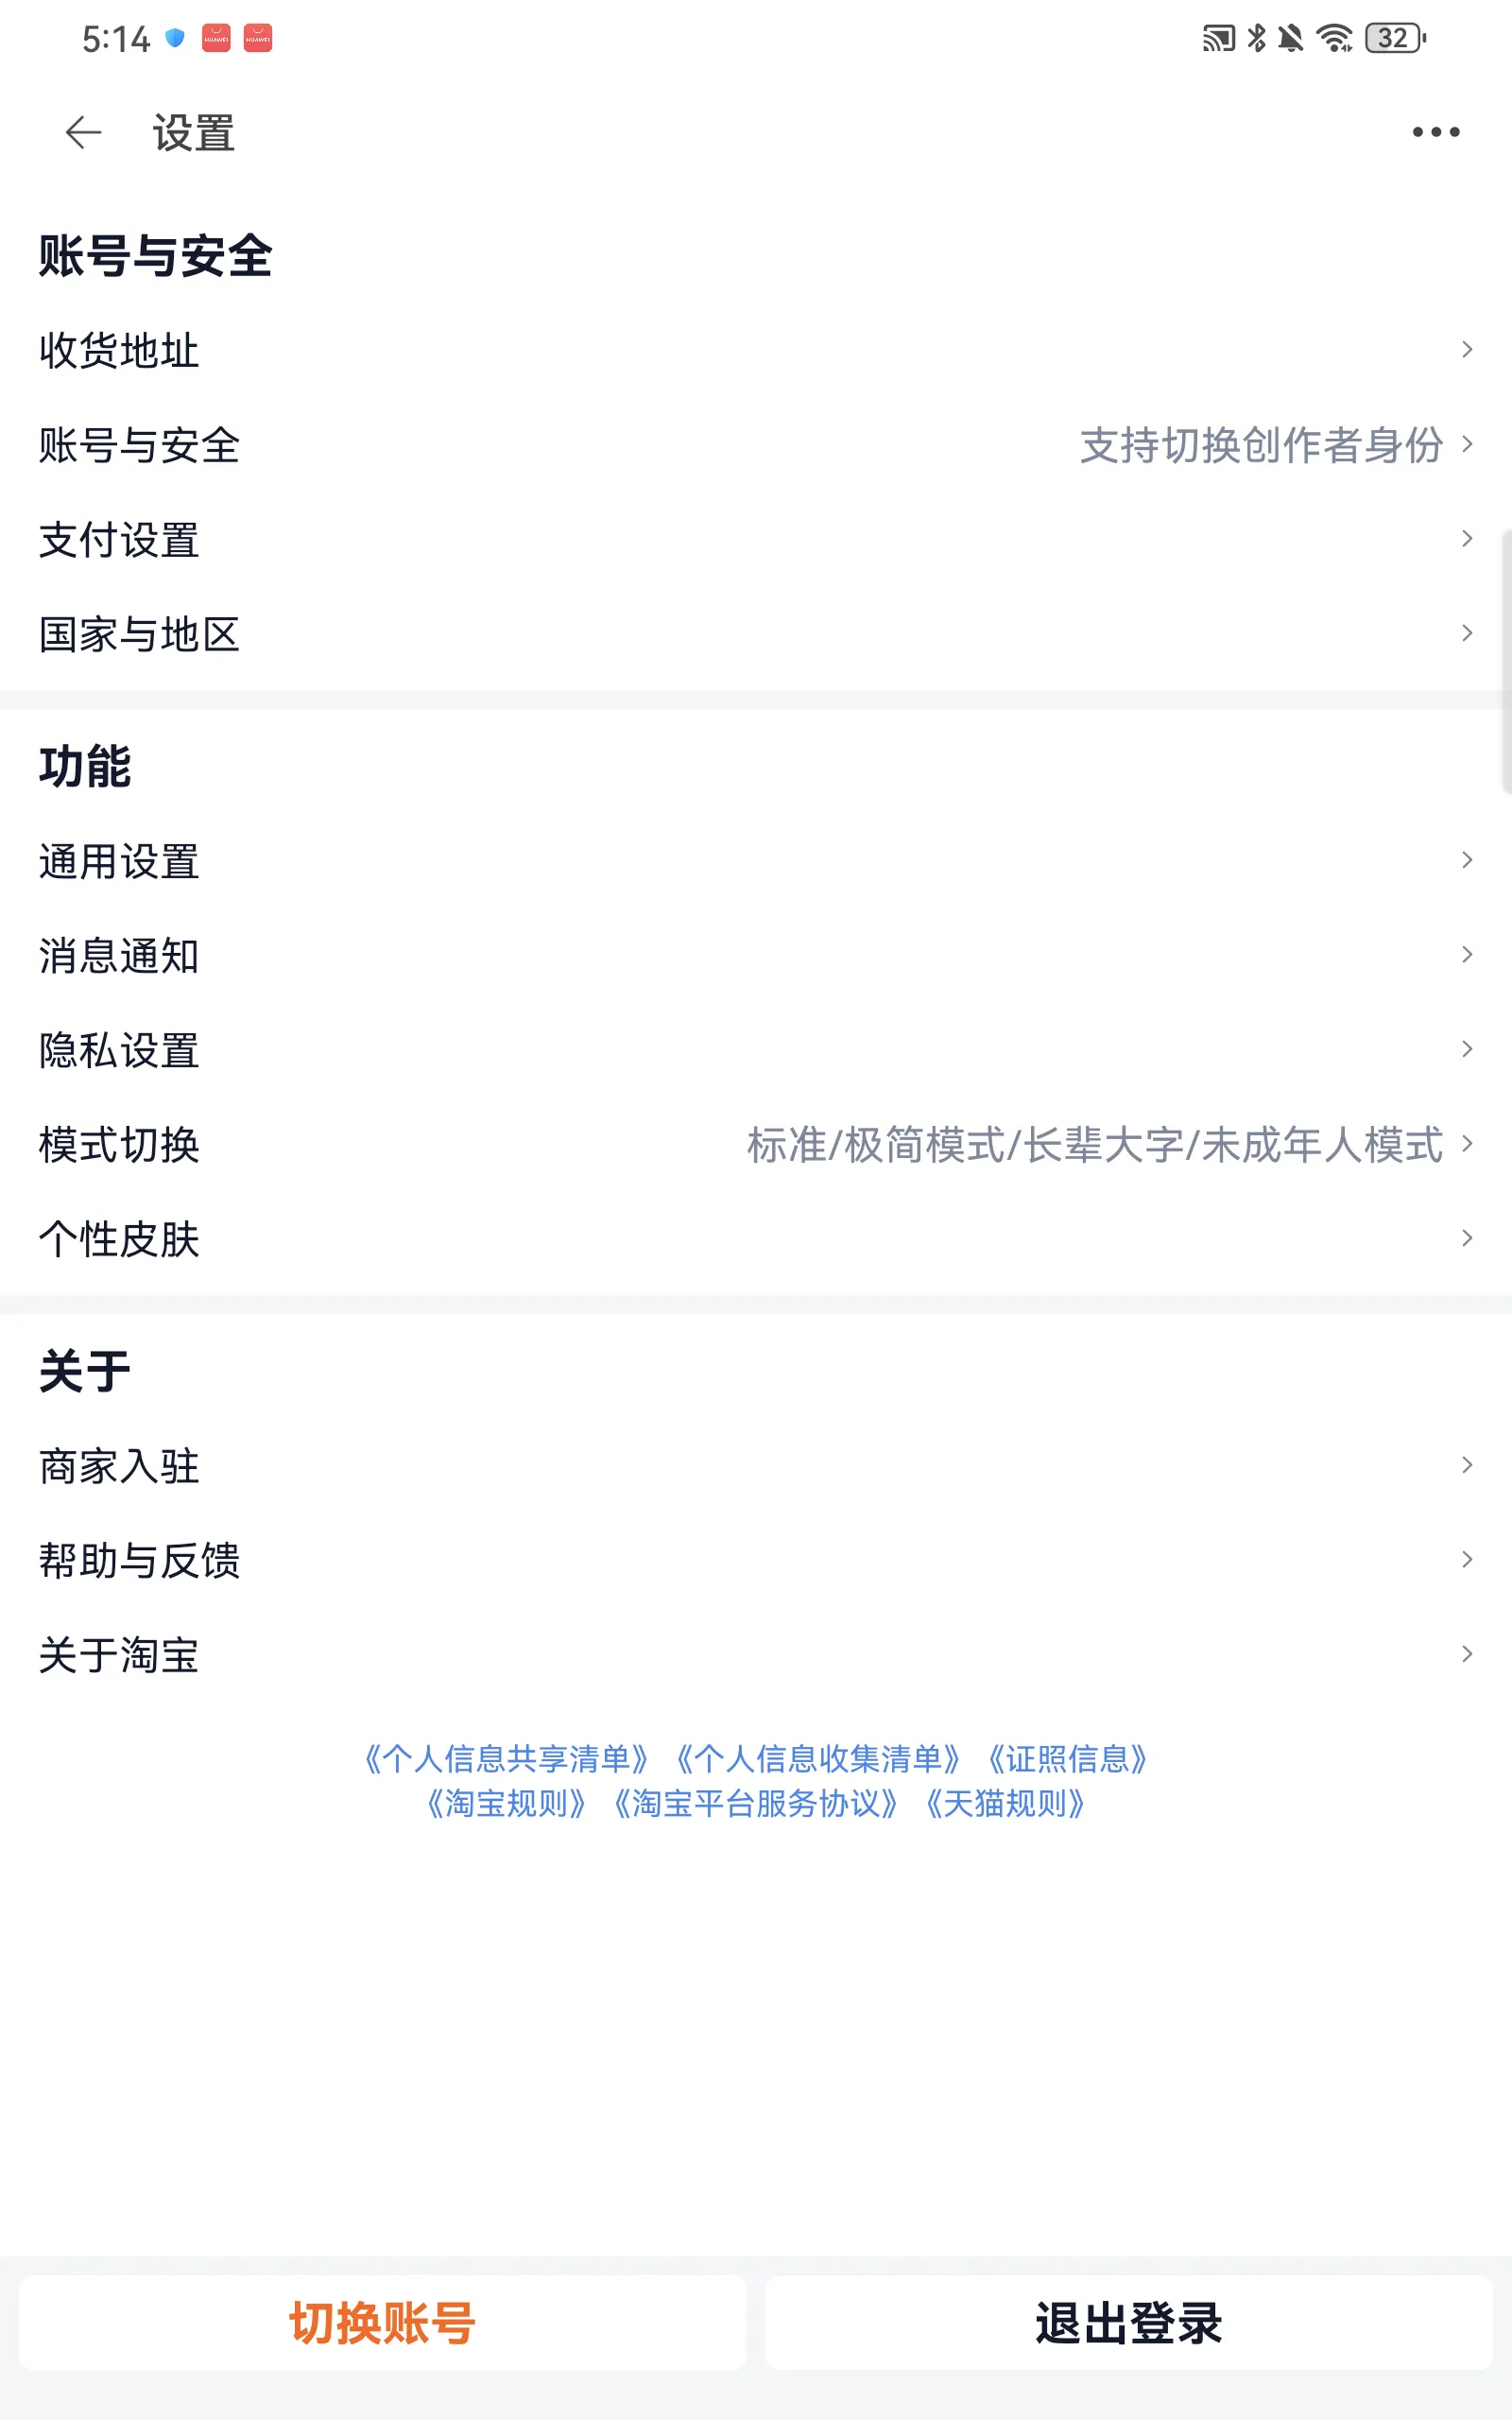 5:14
HUAWEI HUAWEI
32
设置
账号与安全
收货地址
账号与安全 支持切换创作者身份
支付设置
国家与地区
功能
通用设置
消息通知
隐私设置
模式切换 标准/极简模式/长辈大字/未成年人模式
个性皮肤
关于
商家入驻
帮助与反馈
关于淘宝
《个人信息共享清单》《个人信息收集清单》《证照信息》
《淘宝规则》《淘宝平台服务协议》《天猫规则》
切换账号 退出登录